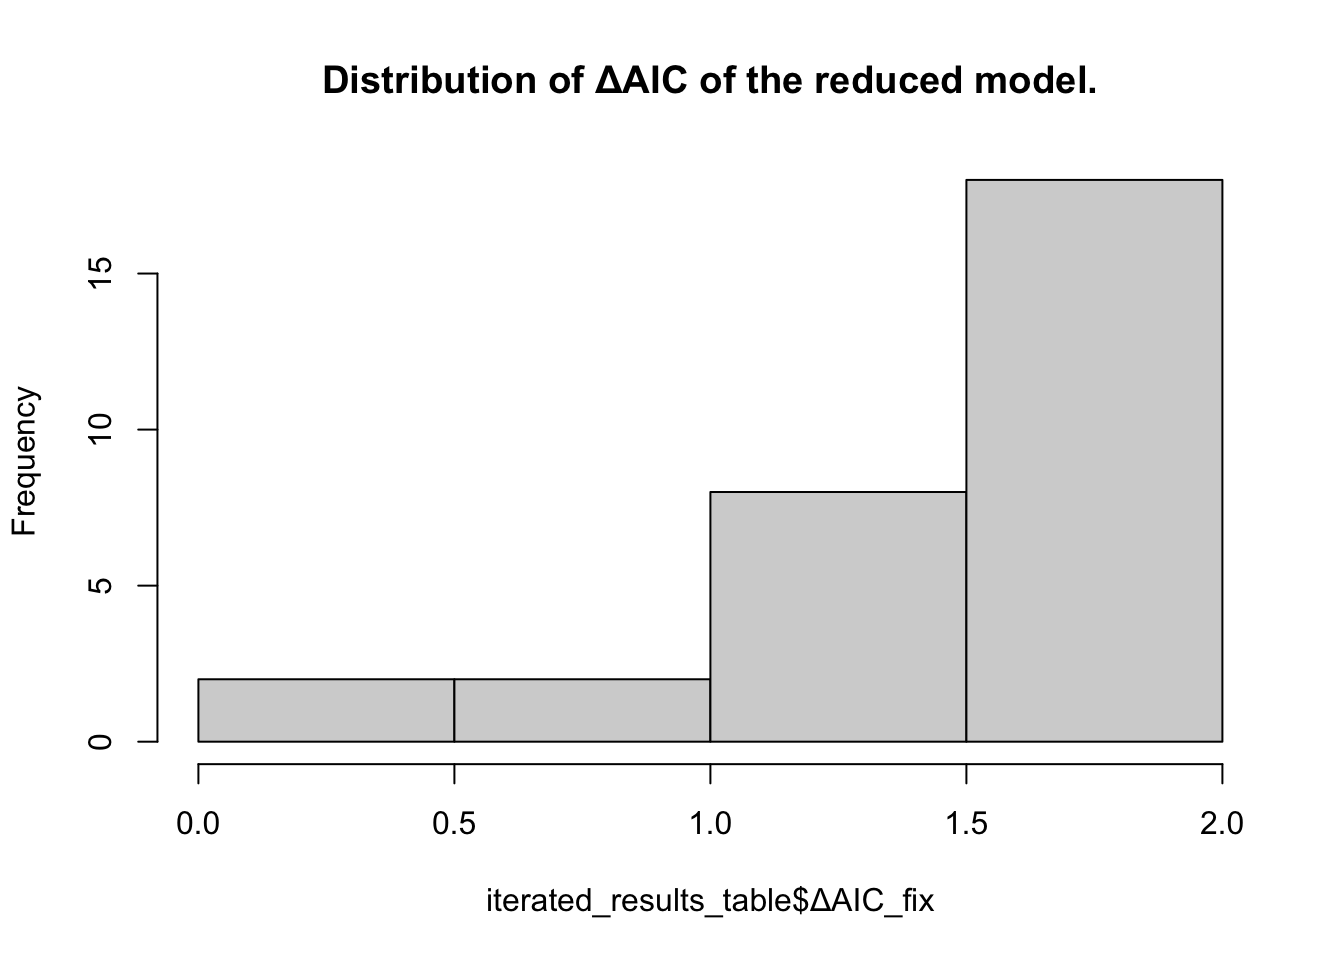 Distribution of ΔAIC of the reduced model.
Frequency
15
10
5
0
0.0 0.5 1.0 1.5 2.0
iterated_results_table$ΔAIC_fix